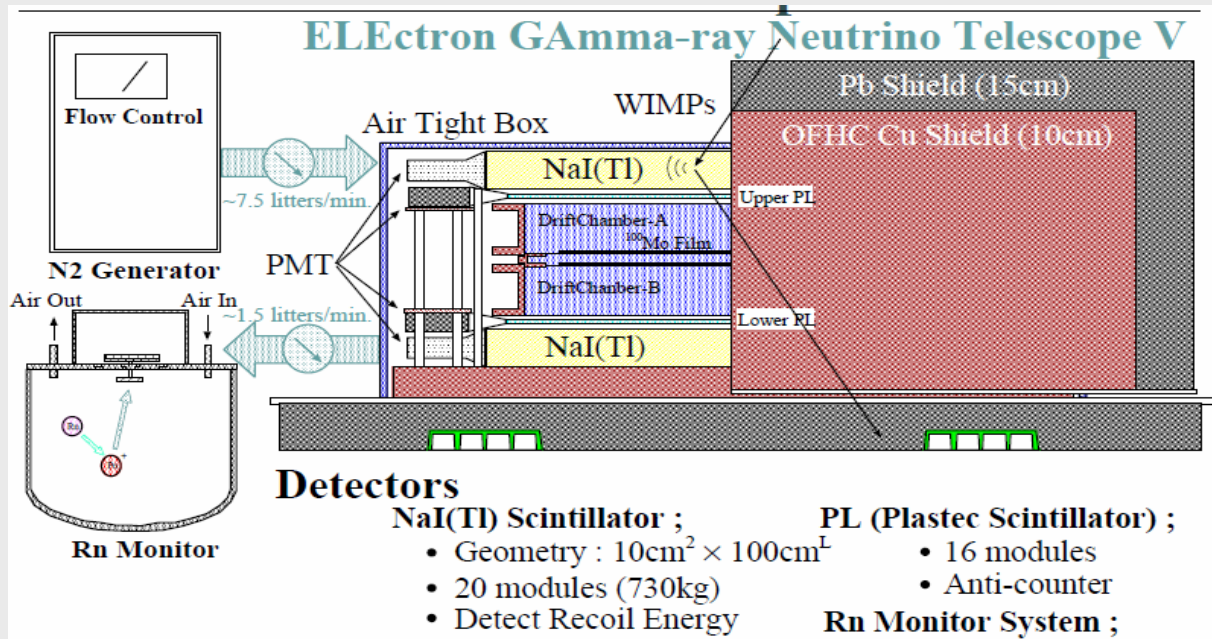 ELEctron GAmma-ray Neutrino Telescope V
Flow Control
N2 Generator
~7.5 litters/min.
Air Tight Box
WIMPs
Pb Shield (15cm)
OFHC Cu Shield (10cm)
NaI(Tl)
Upper PL
DriftChamber-A
100Mo Film
PMT
DriftChanber-B
Lower PL
NaI(Tl)
Air Out
Air In
~1.5 litters/min.
Rn
Po+
Rn Monitor
Detectors
NaI(Tl) Scintillator ;
• Geometry : 10cm² × 100cmᴸ
• 20 modules (730kg)
• Detect Recoil Energy
PL (Plastec Scintillator) ;
• 16 modules
• Anti-counter
Rn Monitor System ;